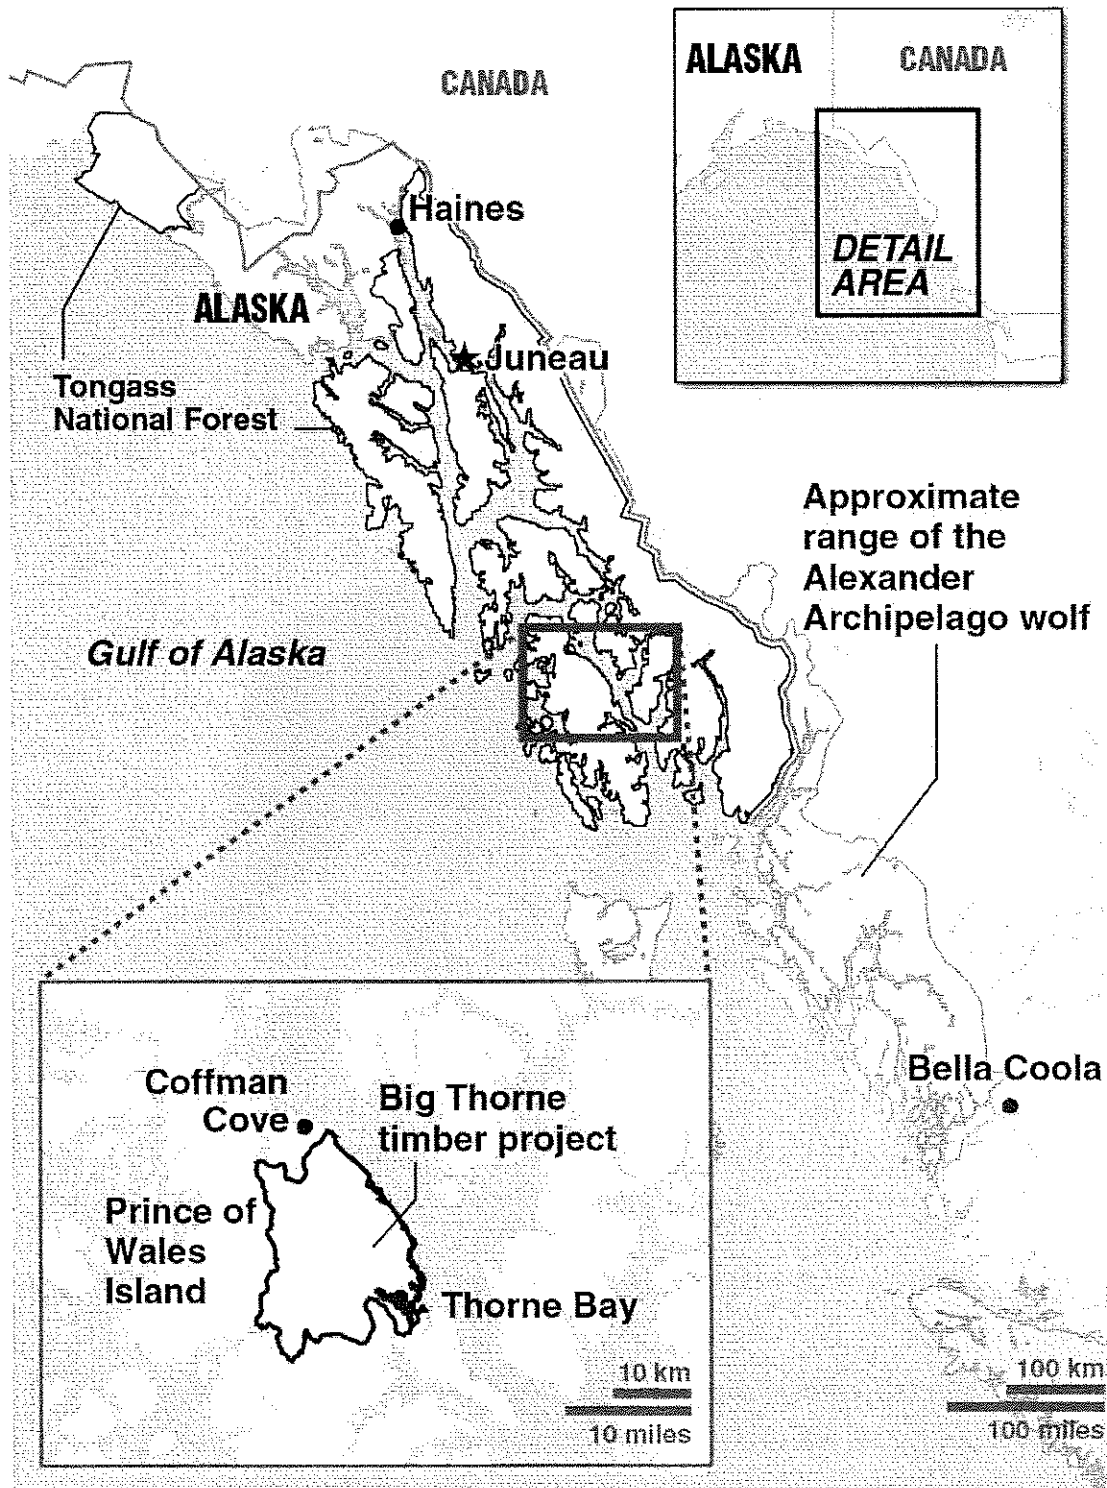 ALASKA
CANADA
DETAIL
AREA
CANADA
Haines
ALASKA
Juneau
Tongass
National Forest
Approximate
range of the
Alexander
Archipelago wolf
Gulf of Alaska
Coffman
Cove
Big Thorne
timber project
Prince of
Wales
Island
Thorne Bay
10 km
10 miles
Bella Coola
100 km
100 miles